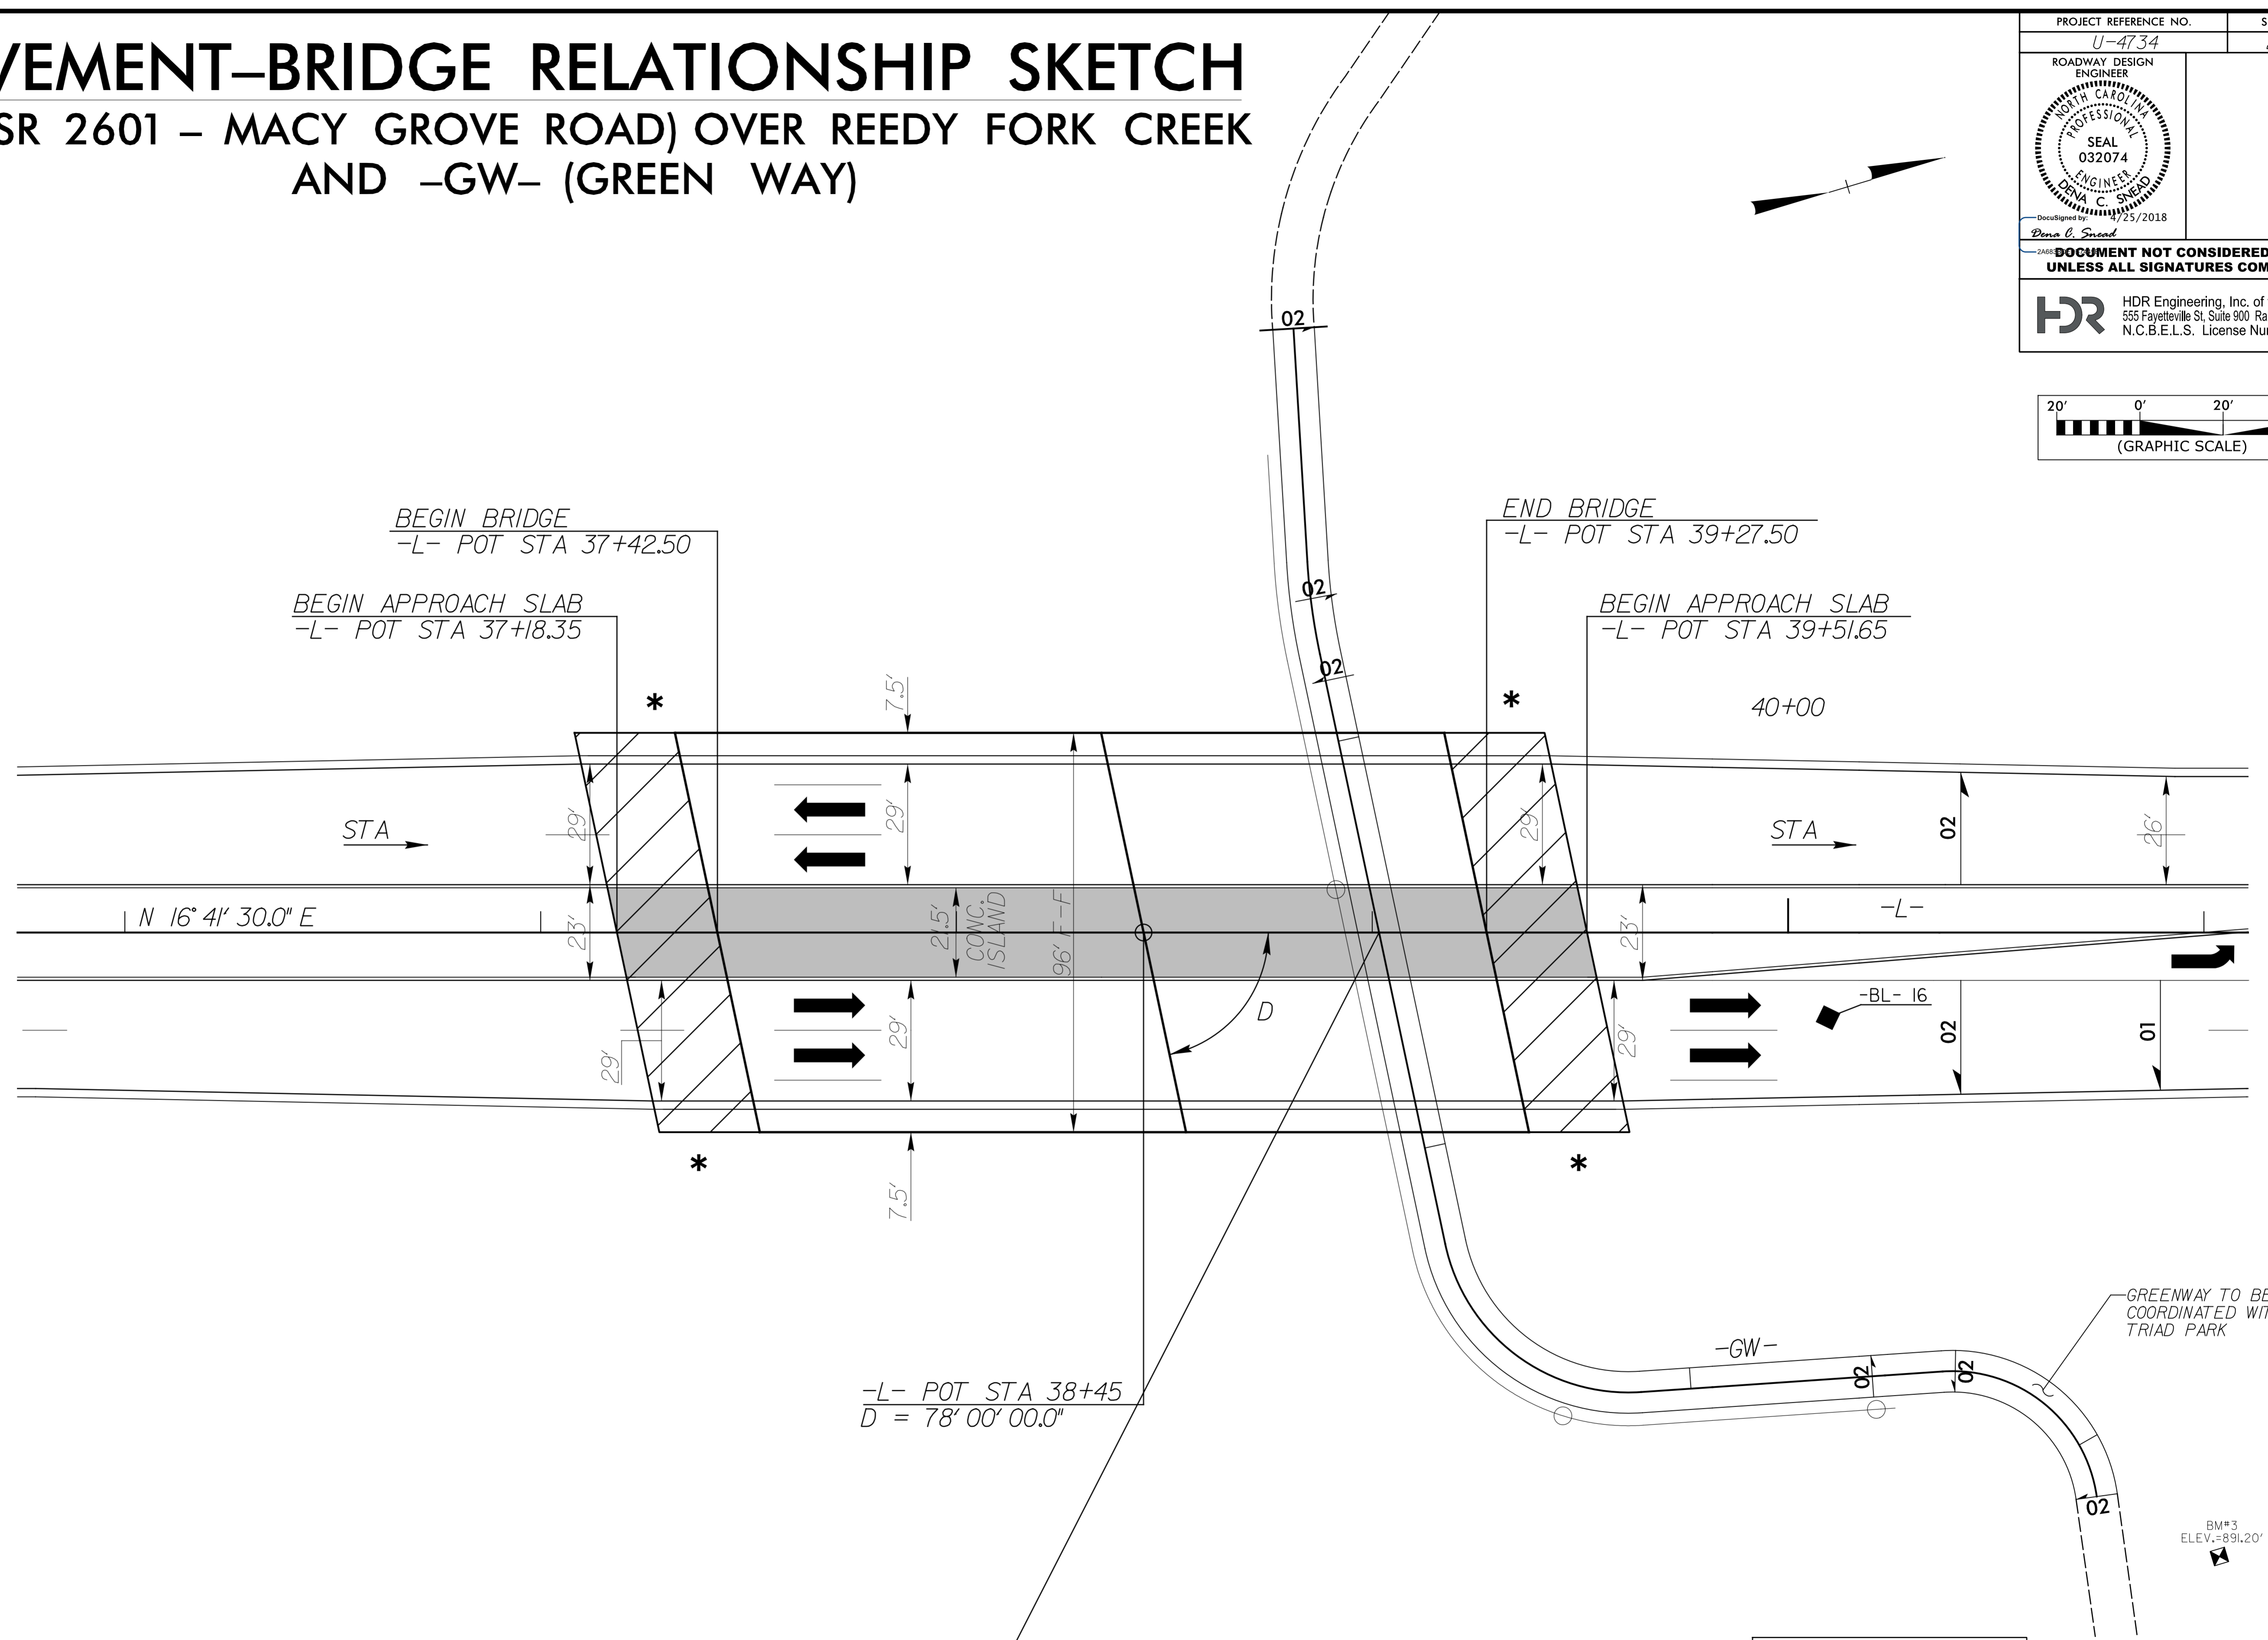 VEMENT–BRIDGE RELATIONSHIP SKETCH
SR 2601 – MACY GROVE ROAD) OVER REEDY FORK CREEK
AND –GW– (GREEN WAY)
PROJECT REFERENCE NO.
U-4734
ROADWAY DESIGN
ENGINEER
NORTH CAROLINA
PROFESSIONAL
SEAL
032074
ENGINEER
DENA C. SNEAD
DocuSigned by:
4/25/2018
Dena C. Snead
DOCUMENT NOT CONSIDERED
UNLESS ALL SIGNATURES COM
HDR
HDR Engineering, Inc. of
555 Fayetteville St, Suite 900 Ra
N.C.B.E.L.S. License Nu
20' 0' 20'
(GRAPHIC SCALE)
02
BEGIN BRIDGE
-L- POT STA 37+42.50
END BRIDGE
-L- POT STA 39+27.50
BEGIN APPROACH SLAB
-L- POT STA 37+18.35
02
BEGIN APPROACH SLAB
-L- POT STA 39+51.65
02
* 7.5' *
40+00
STA
29'
29'
29'
STA
02
26'
N 16° 41' 30.0" E
23'
21.5'
CONC.
ISLAND
96' F-F
23'
-L-
29'
29'
D
29'
-BL- 16
02
01
* *
7.5'
GREENWAY TO BE
COORDINATED WIT
TRIAD PARK
-GW-
02
02
-L- POT STA 38+45
D = 78' 00' 00.0"
02
BM#3
ELEV.=891.20'